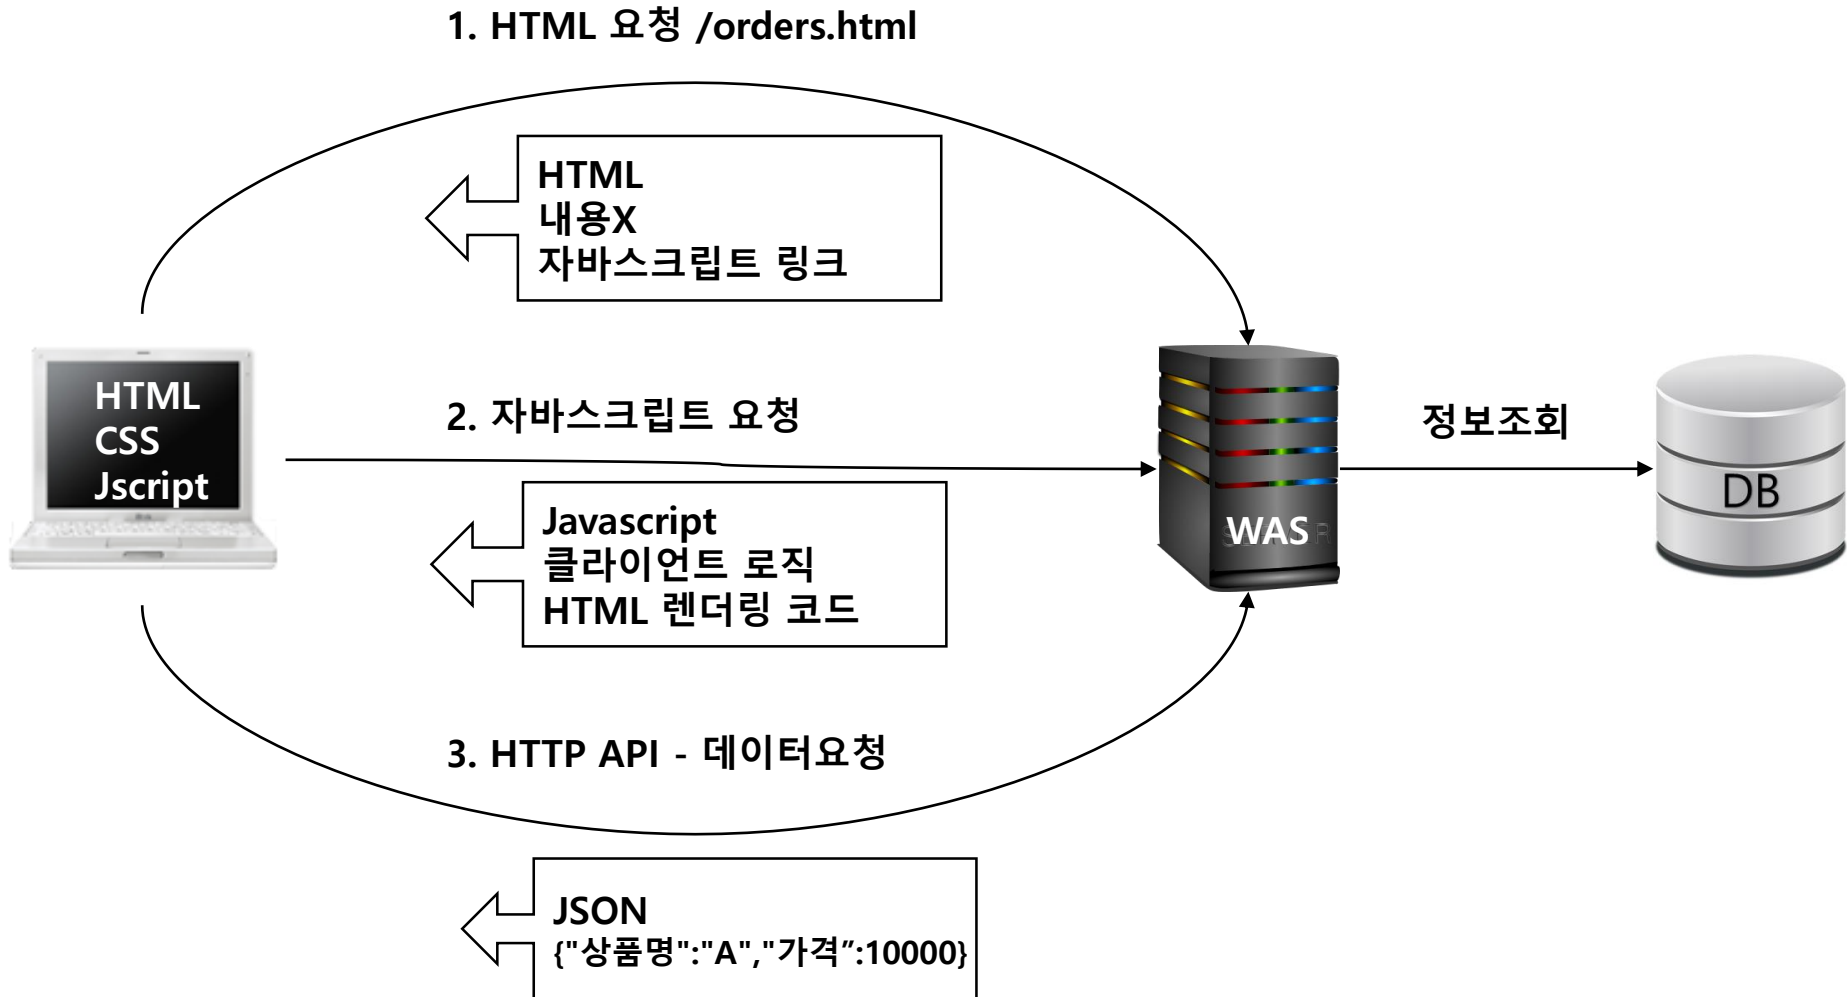 1. HTML 요청 /orders.html
HTML
내용X
자바스크립트 링크
HTML
CSS
Jscript
2. 자바스크립트 요청
WAS
정보조회
DB
Javascript
클라이언트 로직
HTML 렌더링 코드
3. HTTP API - 데이터요청
JSON
{"상품명":"A","가격”:10000}